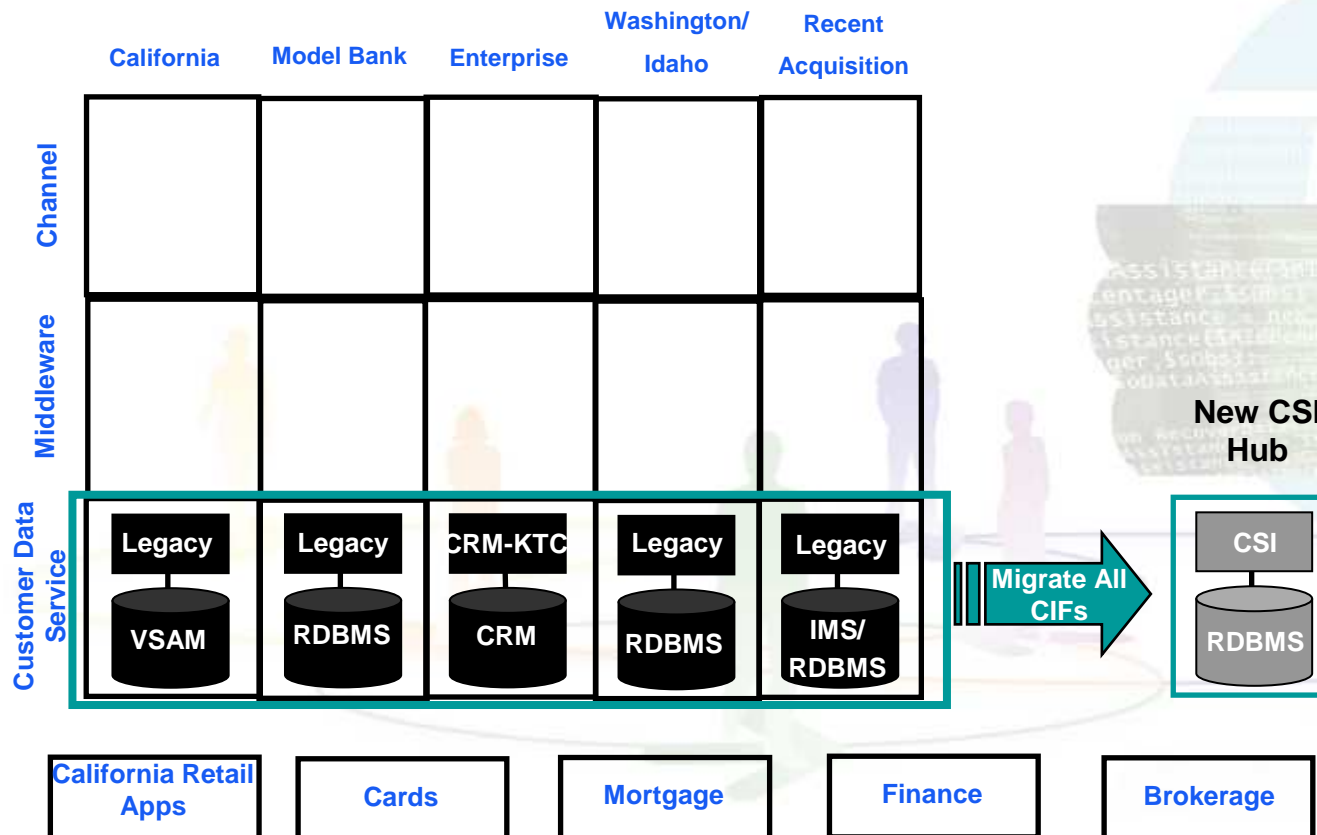 Washington/
Idaho
Recent
Acquisition
California
Model Bank
Enterprise
Channel
Middleware
Customer Data
Service
New CSI
Hub
Legacy
Legacy
CRM-KTC
Legacy
Legacy
VSAM
RDBMS
CRM
RDBMS
IMS/
RDBMS
Migrate All
CIFs
CSI
RDBMS
California Retail
Apps
Cards
Mortgage
Finance
Brokerage